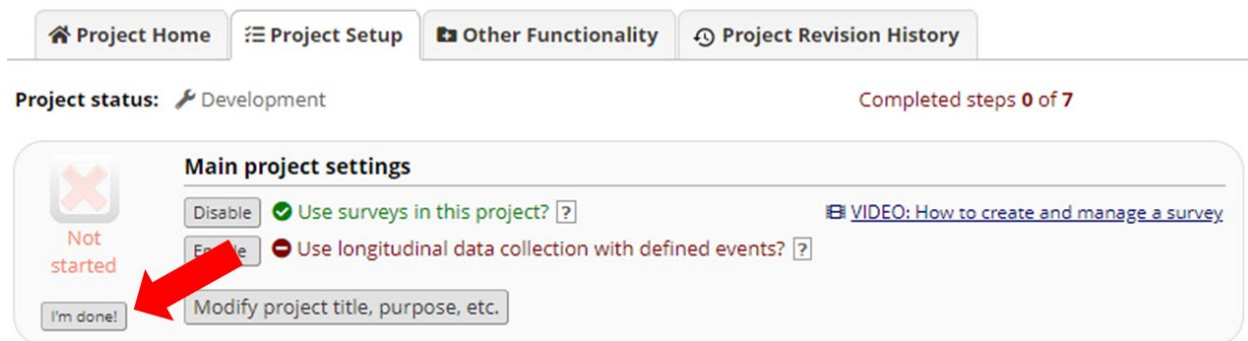 Project Home Project Setup Other Functionality Project Revision History
Project status: Development Completed steps 0 of 7
Main project settings
Disable Use surveys in this project? ? VIDEO: How to create and manage a survey
Not
started
Use longitudinal data collection with defined events? ?
I'm done! Modify project title, purpose, etc.